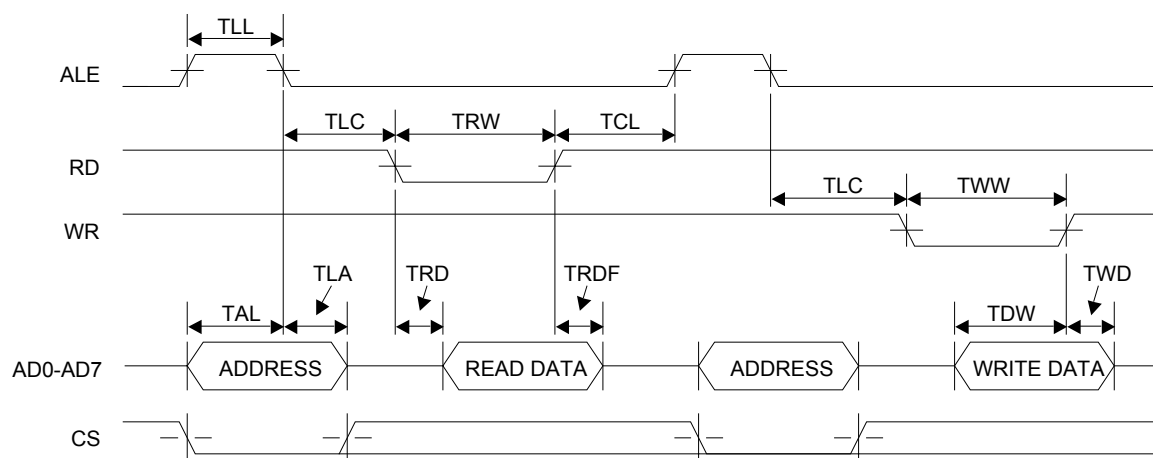 TLL
ALE
TLC TRW TCL
RD
TLC TWW
WR
TLA TRD TRDF TWD
TAL TDW
AD0-AD7 ADDRESS READ DATA ADDRESS WRITE DATA
CS